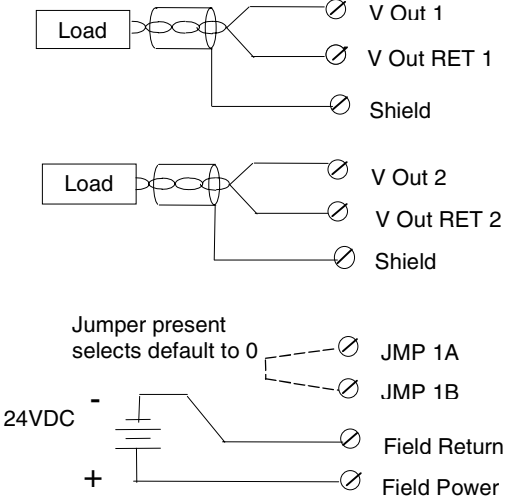 V Out 1
Load
V Out RET 1
Shield
Load
V Out 2
V Out RET 2
Shield
Jumper present
selects default to 0
JMP 1A
JMP 1B
-
24VDC
Field Return
+
Field Power